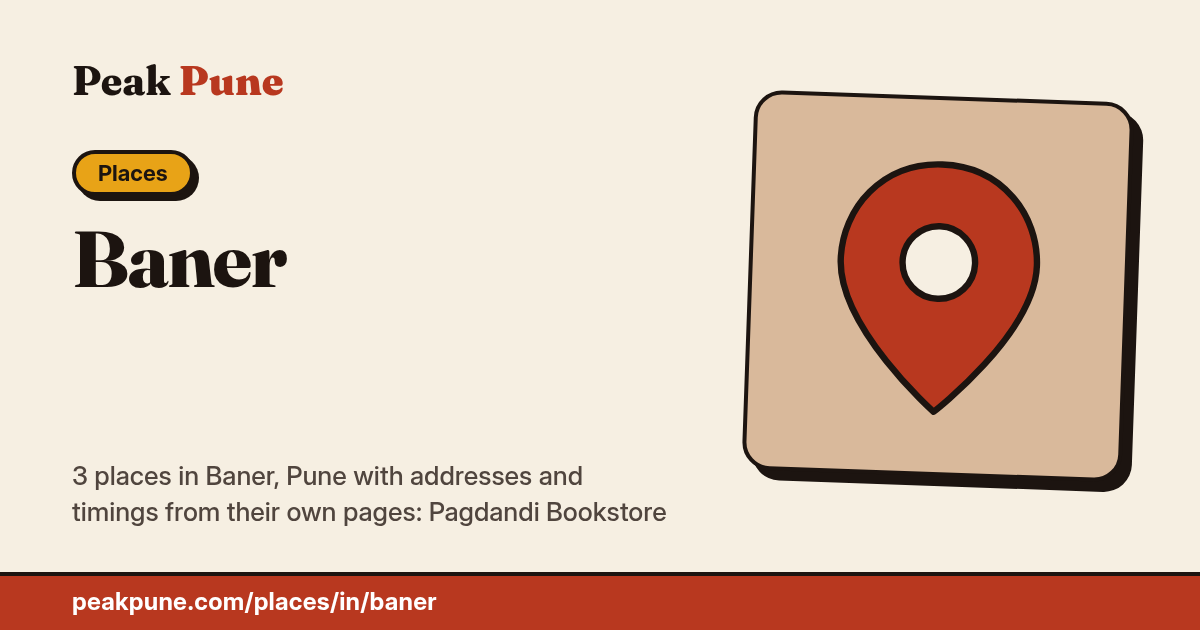 Peak Pune
Places
Baner
3 places in Baner, Pune with addresses and
timings from their own pages: Pagdandi Bookstore
peakpune.com/places/in/baner